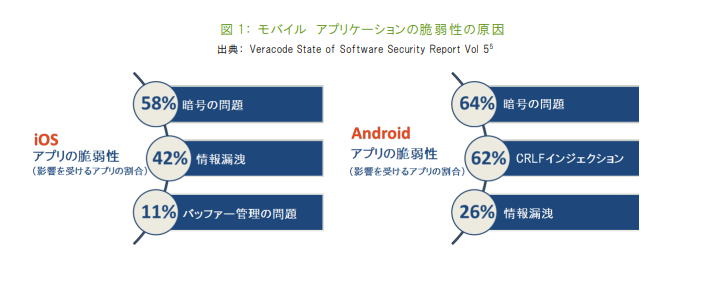 図 1： モバイル アプリケーションの脆弱性の原因
出典： Veracode State of Software Security Report Vol 5⁵
iOS
アプリの脆弱性
（影響を受けるアプリの割合）
58% 暗号の問題
42% 情報漏洩
11% バッファー管理の問題
Android
アプリの脆弱性
（影響を受けるアプリの割合）
64% 暗号の問題
62% CRLFインジェクション
26% 情報漏洩